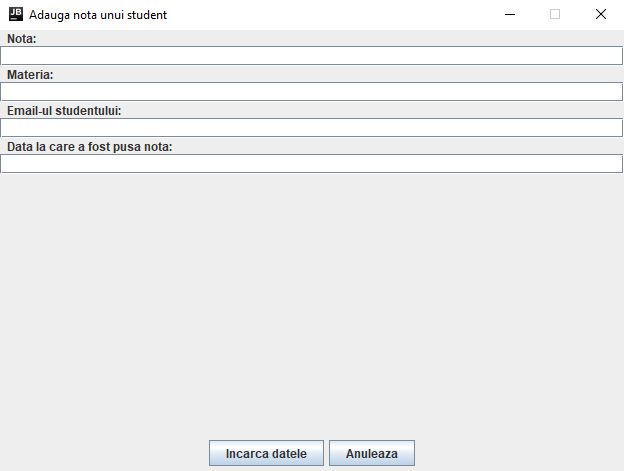 JB
Adauga nota unui student
Nota:
Materia:
Email-ul studentului:
Data la care a fost pusa nota:
Incarca datele
Anuleaza